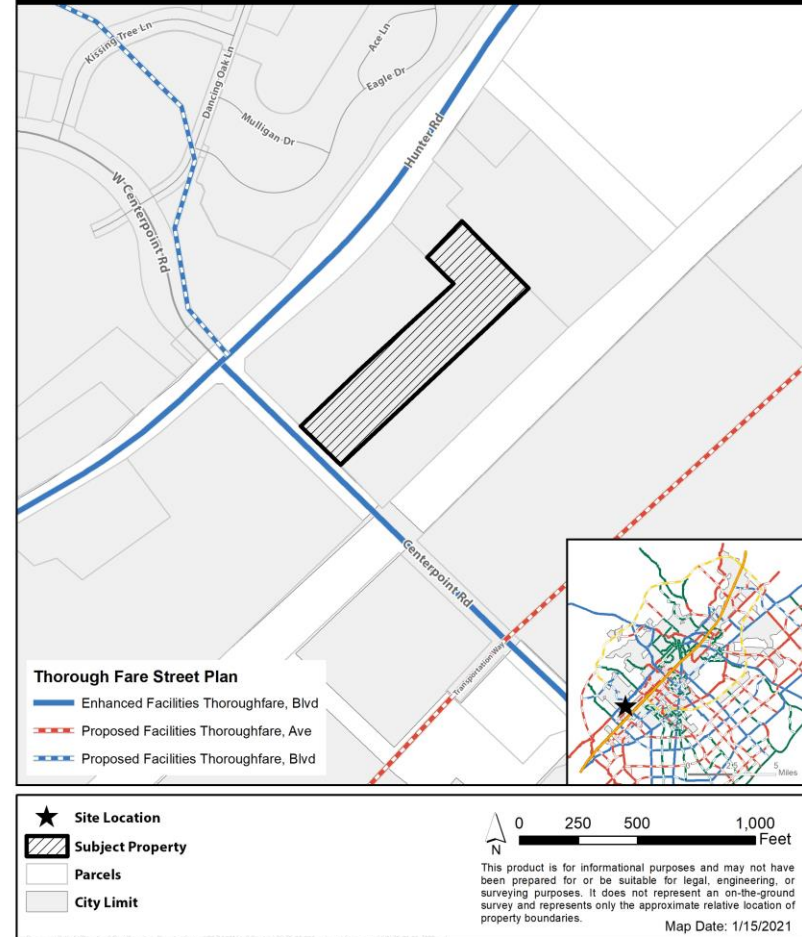 Kissing Tree Ln
Dancing Oak Ln
Ace Ln
Eagle Dr
Mulligan Dr
Hunter Rd
W Centerpoint Rd
Centerpoint Rd
Transportation Way
Thorough Fare Street Plan
Enhanced Facilities Thoroughfare, Blvd
Proposed Facilities Thoroughfare, Ave
Proposed Facilities Thoroughfare, Blvd
0 2.5 5
Miles
Site Location
Subject Property
Parcels
City Limit
N
0 250 500 1,000
Feet
This product is for informational purposes and may not have
been prepared for or be suitable for legal, engineering, or
surveying purposes. It does not represent an on-the-ground
survey and represents only the approximate relative location of
property boundaries.
Map Date: 1/15/2021